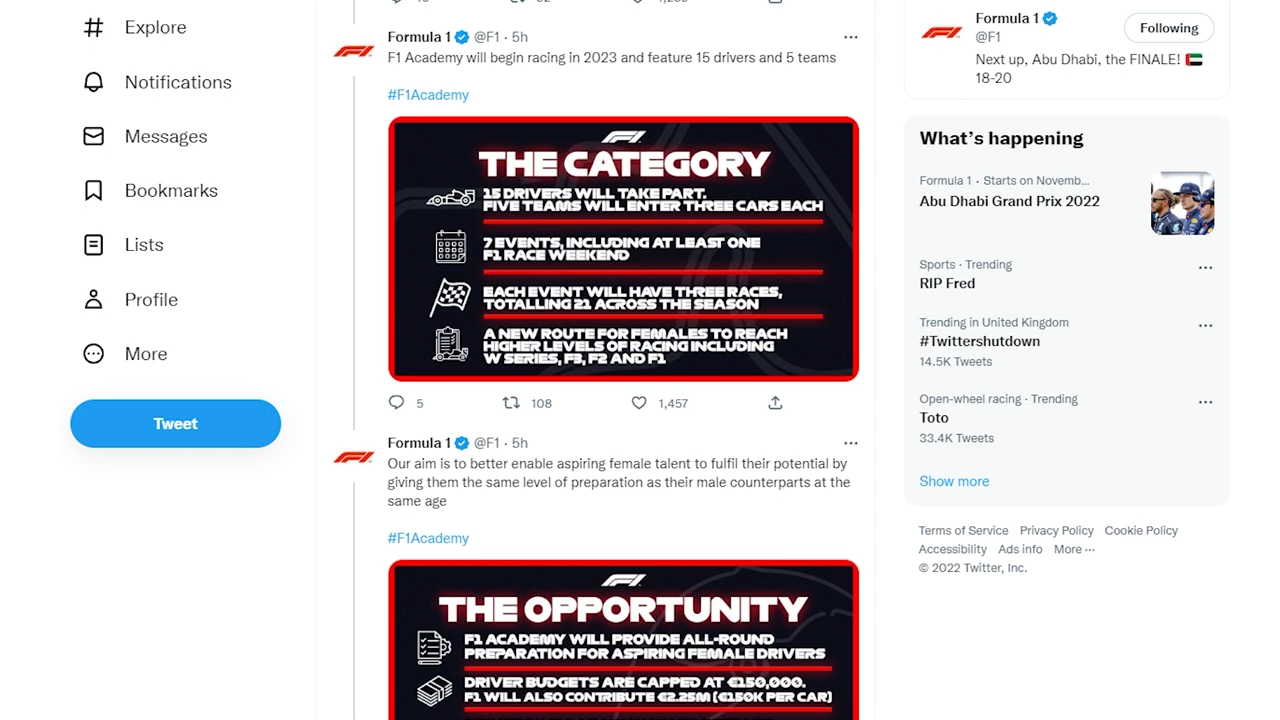 Explore
Notifications
Messages
Bookmarks
Lists
Profile
More
Tweet
Formula 1 @F1 · 5h
F1 Academy will begin racing in 2023 and feature 15 drivers and 5 teams
#F1Academy
F1
THE CATEGORY
15 DRIVERS WILL TAKE PART.
FIVE TEAMS WILL ENTER THREE CARS EACH
7 EVENTS, INCLUDING AT LEAST ONE
F1 RACE WEEKEND
EACH EVENT WILL HAVE THREE RACES,
TOTALLING 21 ACROSS THE SEASON
A NEW ROUTE FOR FEMALES TO REACH
HIGHER LEVELS OF RACING INCLUDING
W SERIES, F3, F2 AND F1
5 108 1,457
Formula 1 @F1 · 5h
Our aim is to better enable aspiring female talent to fulfil their potential by
giving them the same level of preparation as their male counterparts at the
same age
#F1Academy
F1
THE OPPORTUNITY
F1 ACADEMY WILL PROVIDE ALL-ROUND
PREPARATION FOR ASPIRING FEMALE DRIVERS
DRIVER BUDGETS ARE CAPPED AT €150,000.
F1 WILL ALSO CONTRIBUTE €2.25M (€150K PER CAR)
Formula 1
@F1
Following
Next up, Abu Dhabi, the FINALE! 🇦🇪
18-20
What's happening
Formula 1 · Starts on Novemb...
Abu Dhabi Grand Prix 2022
Sports · Trending
RIP Fred
Trending in United Kingdom
#Twittershutdown
14.5K Tweets
Open-wheel racing · Trending
Toto
33.4K Tweets
Show more
Terms of Service Privacy Policy Cookie Policy
Accessibility Ads info More ···
© 2022 Twitter, Inc.